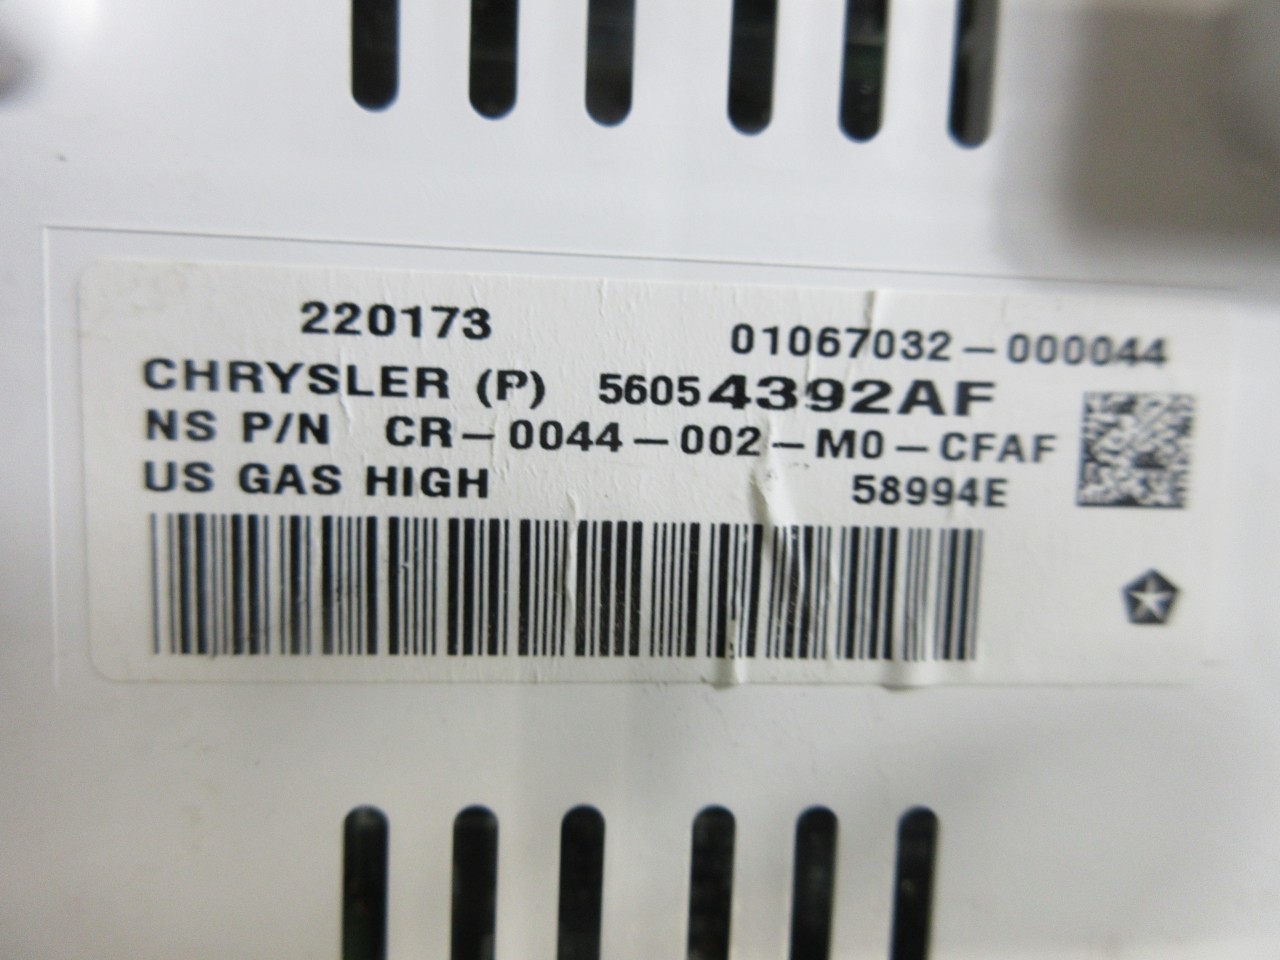 220173 01067032-000044
CHRYSLER (P) 56054392AF
NS P/N CR-0044-002-M0-CFAF
US GAS HIGH 58994E